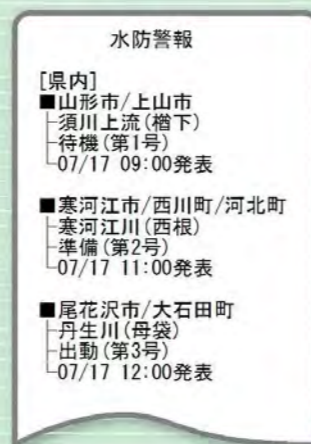 水防警報
[県内]
■山形市/上山市
├須川上流(楢下)
├待機(第1号)
└07/17 09:00発表
■寒河江市/西川町/河北町
├寒河江川(西根)
├準備(第2号)
└07/17 11:00発表
■尾花沢市/大石田町
├丹生川(母袋)
├出動(第3号)
└07/17 12:00発表